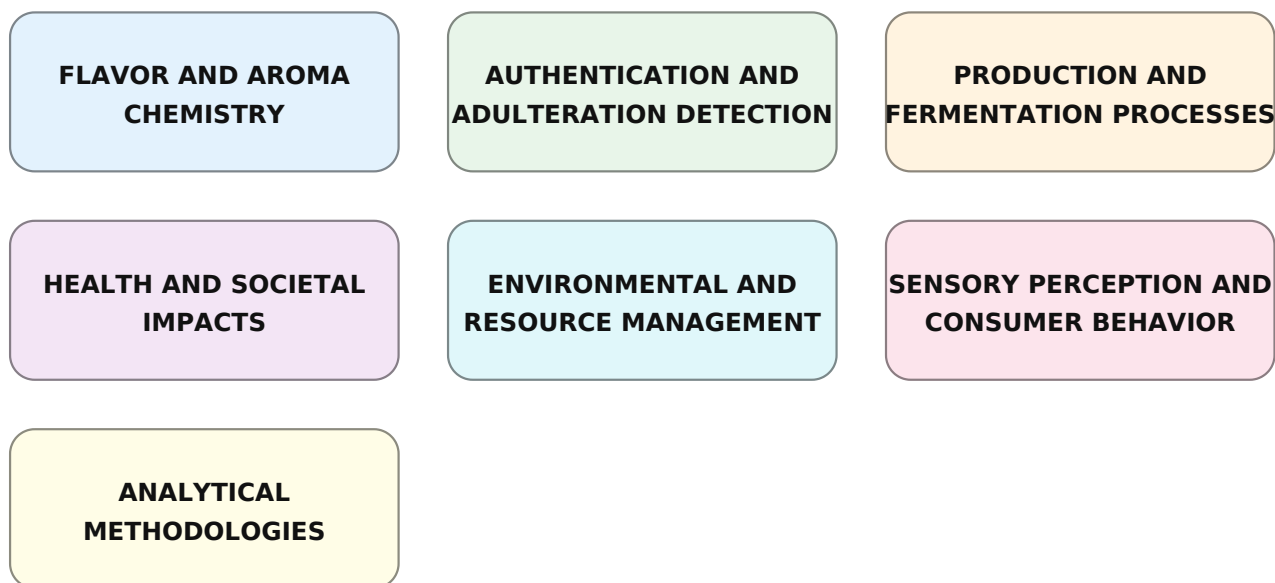 FLAVOR AND AROMA
CHEMISTRY
AUTHENTICATION AND
ADULTERATION DETECTION
PRODUCTION AND
FERMENTATION PROCESSES
HEALTH AND SOCIETAL
IMPACTS
ENVIRONMENTAL AND
RESOURCE MANAGEMENT
SENSORY PERCEPTION AND
CONSUMER BEHAVIOR
ANALYTICAL
METHODOLOGIES